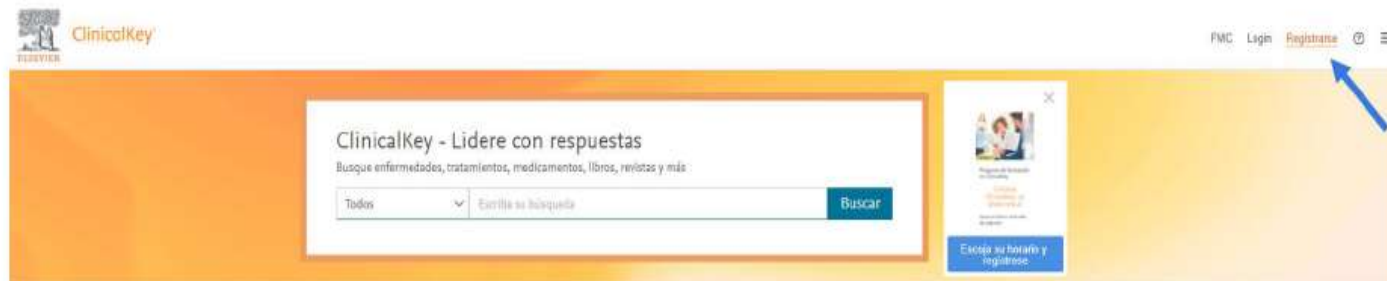 ELSEVIER
ClinicalKey
FMC Login Registrarse
ClinicalKey - Lidere con respuestas
Busque enfermedades, tratamientos, medicamentos, libros, revistas y más
Todos Escriba su búsqueda Buscar
Escoja su horario y
regístrese